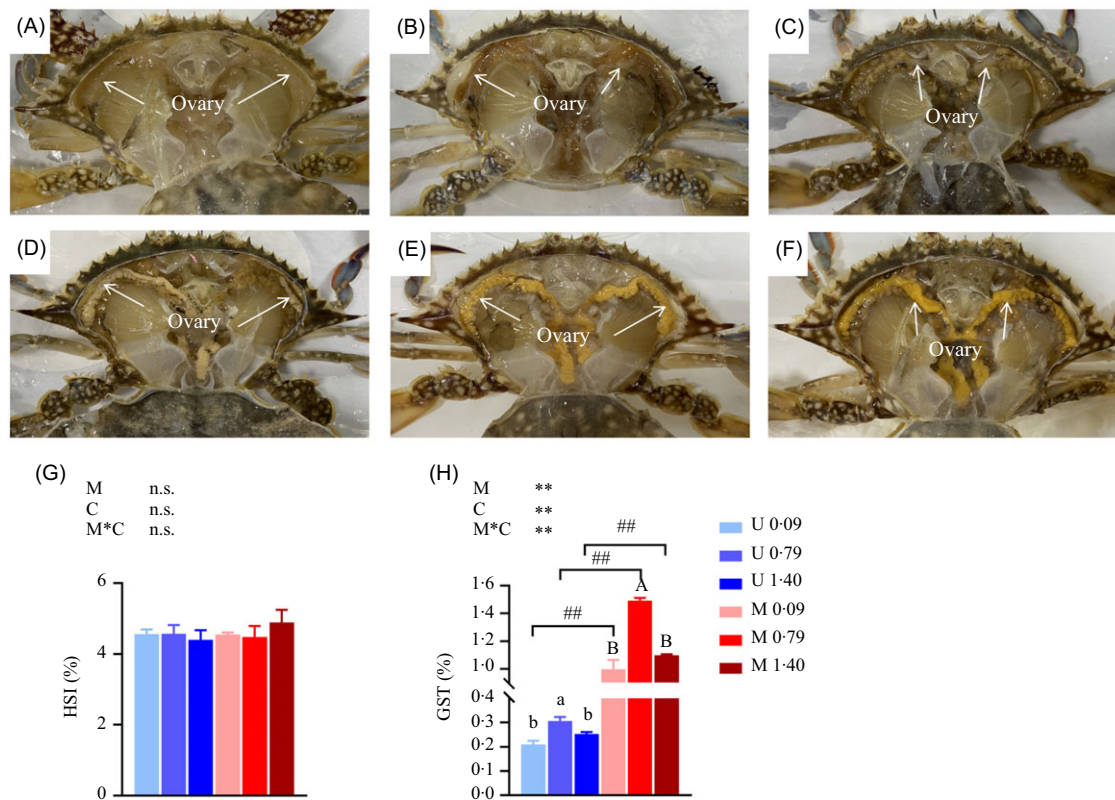 (A)
Ovary
(B)
Ovary
(C)
Ovary
(D)
Ovary
(E)
Ovary
(F)
Ovary
(G)
M n.s.
C n.s.
M*C n.s.
6
4
2
0
HSI (%)
(H)
M **
C **
M*C **
##
##
##
1·6
1·4
1·2
1·0
0·4
0·3
0·2
0·1
0·0
GST (%)
b
a
b
B
A
B
U 0·09
U 0·79
U 1·40
M 0·09
M 0·79
M 1·40